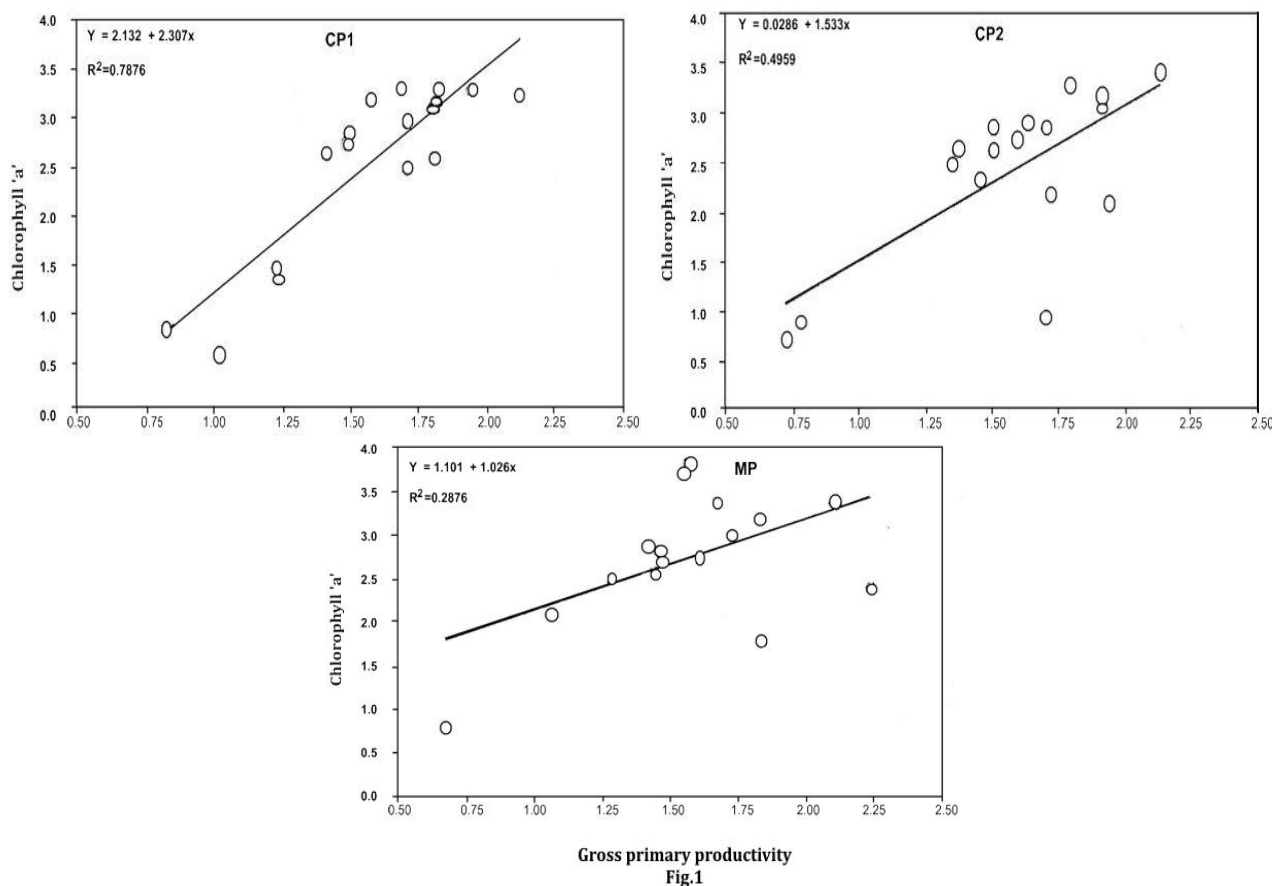 Y = 2.132 + 2.307x
R2=0.7876
CP1
Chlorophyll 'a'
4.0
3.5
3.0
2.5
2.0
1.5
1.0
0.5
0.0
0.50 0.75 1.00 1.25 1.50 1.75 2.00 2.25 2.50
Y = 0.0286 + 1.533x
R2=0.4959
CP2
Chlorophyll 'a'
4.0
3.5
3.0
2.5
2.0
1.5
1.0
0.5
0.0
0.50 0.75 1.00 1.25 1.50 1.75 2.00 2.25 2.50
Y = 1.101 + 1.026x
R2=0.2876
MP
Chlorophyll 'a'
4.0
3.5
3.0
2.5
2.0
1.5
1.0
0.5
0.0
0.50 1.00 1.25 1.50 1.75 2.00 2.25 2.50
Gross primary productivity
Fig.1